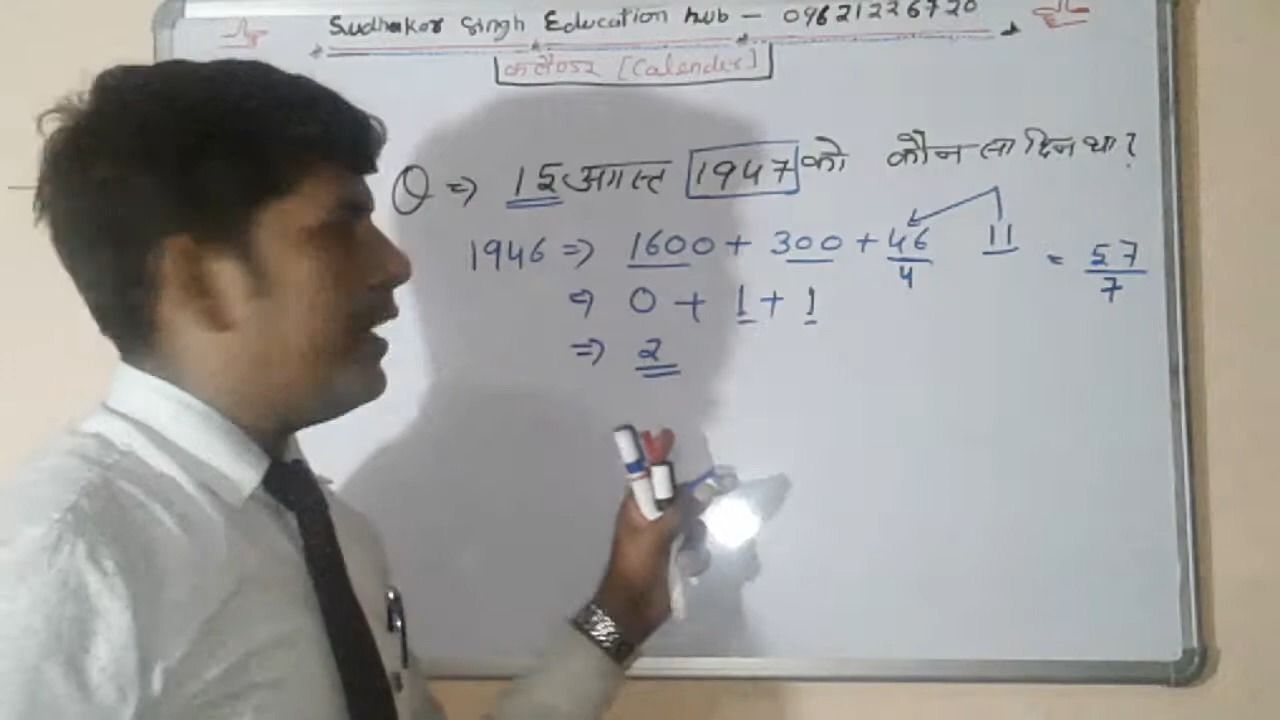 Sudhakar Singh Education hub – 09621226720
कलैण्डर [Calender]
Q ⇒ 15 अगस्त 1947 को कौन सा दिन था?
1946 ⇒ 1600 + 300 + 46/4 11 = 57/7
⇒ 0 + 1 + 1
⇒ 2